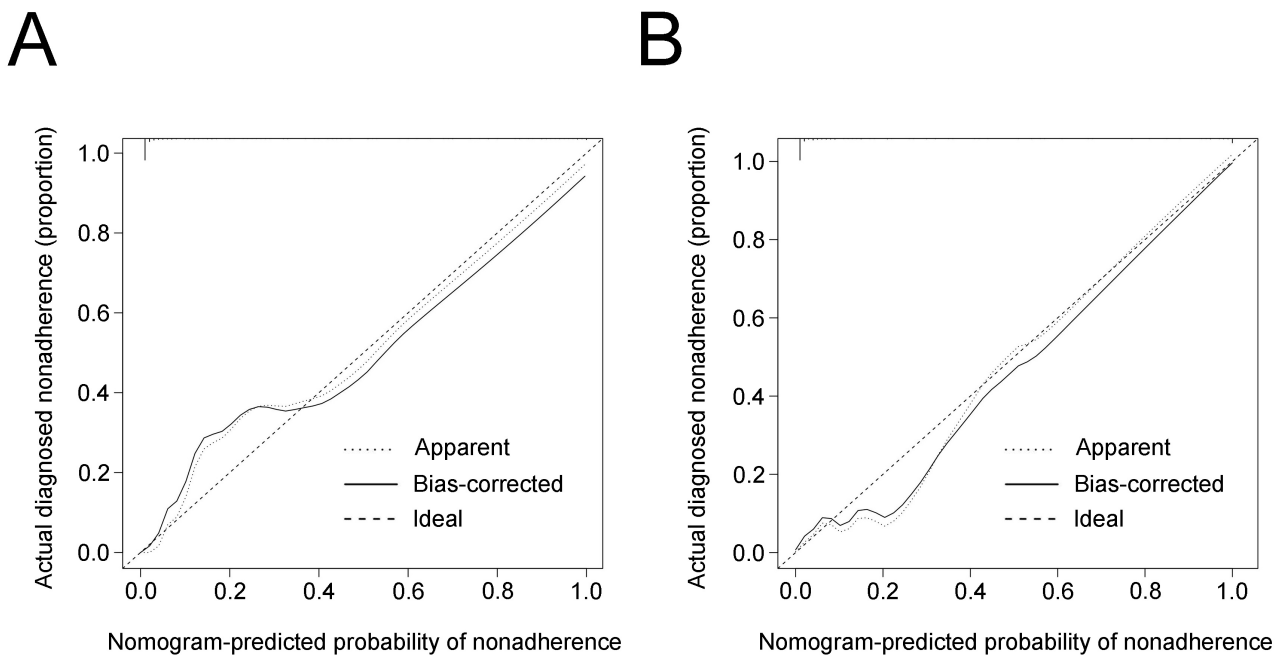 A
Actual diagnosed nonadherence (proportion)
1.0
0.8
0.6
0.4
0.2
0.0
Apparent
Bias-corrected
Ideal
0.0 0.2 0.4 0.6 0.8 1.0
Nomogram-predicted probability of nonadherence
B
Actual diagnosed nonadherence (proportion)
1.0
0.8
0.6
0.4
0.2
0.0
Apparent
Bias-corrected
Ideal
0.0 0.2 0.4 0.6 0.8 1.0
Nomogram-predicted probability of nonadherence